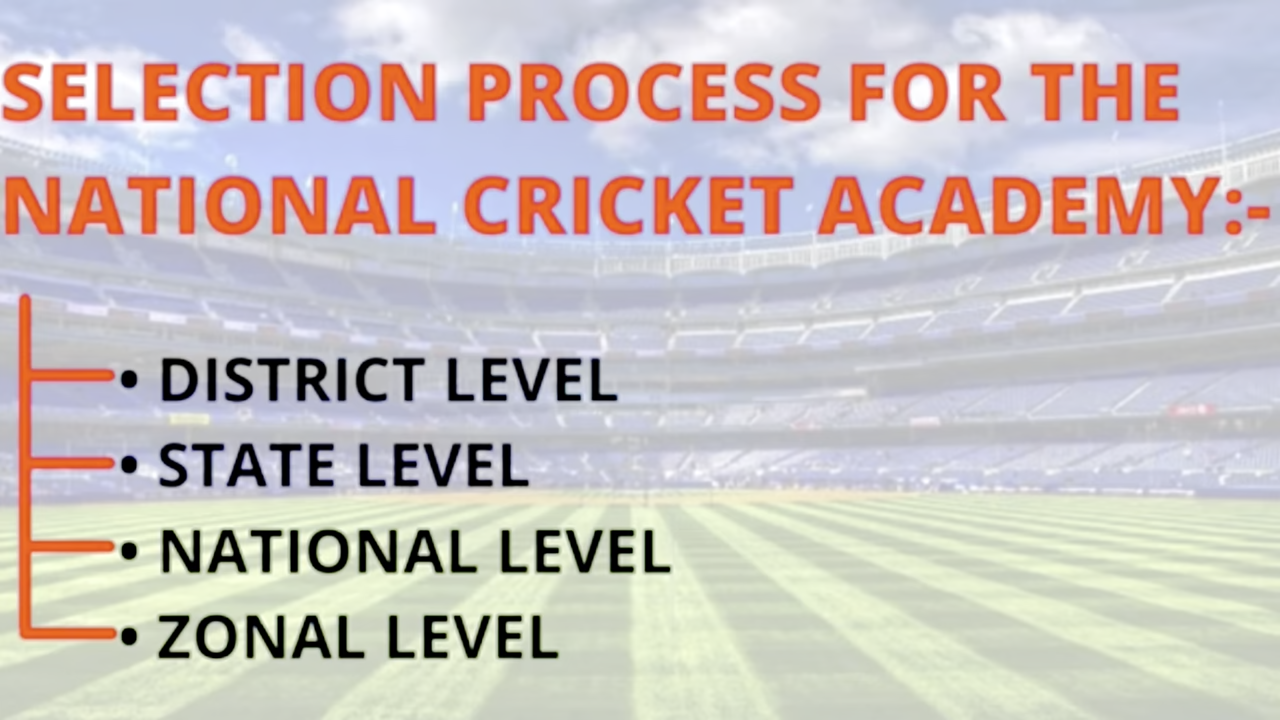 SELECTION PROCESS FOR THE
NATIONAL CRICKET ACADEMY:-
• DISTRICT LEVEL
• STATE LEVEL
• NATIONAL LEVEL
• ZONAL LEVEL